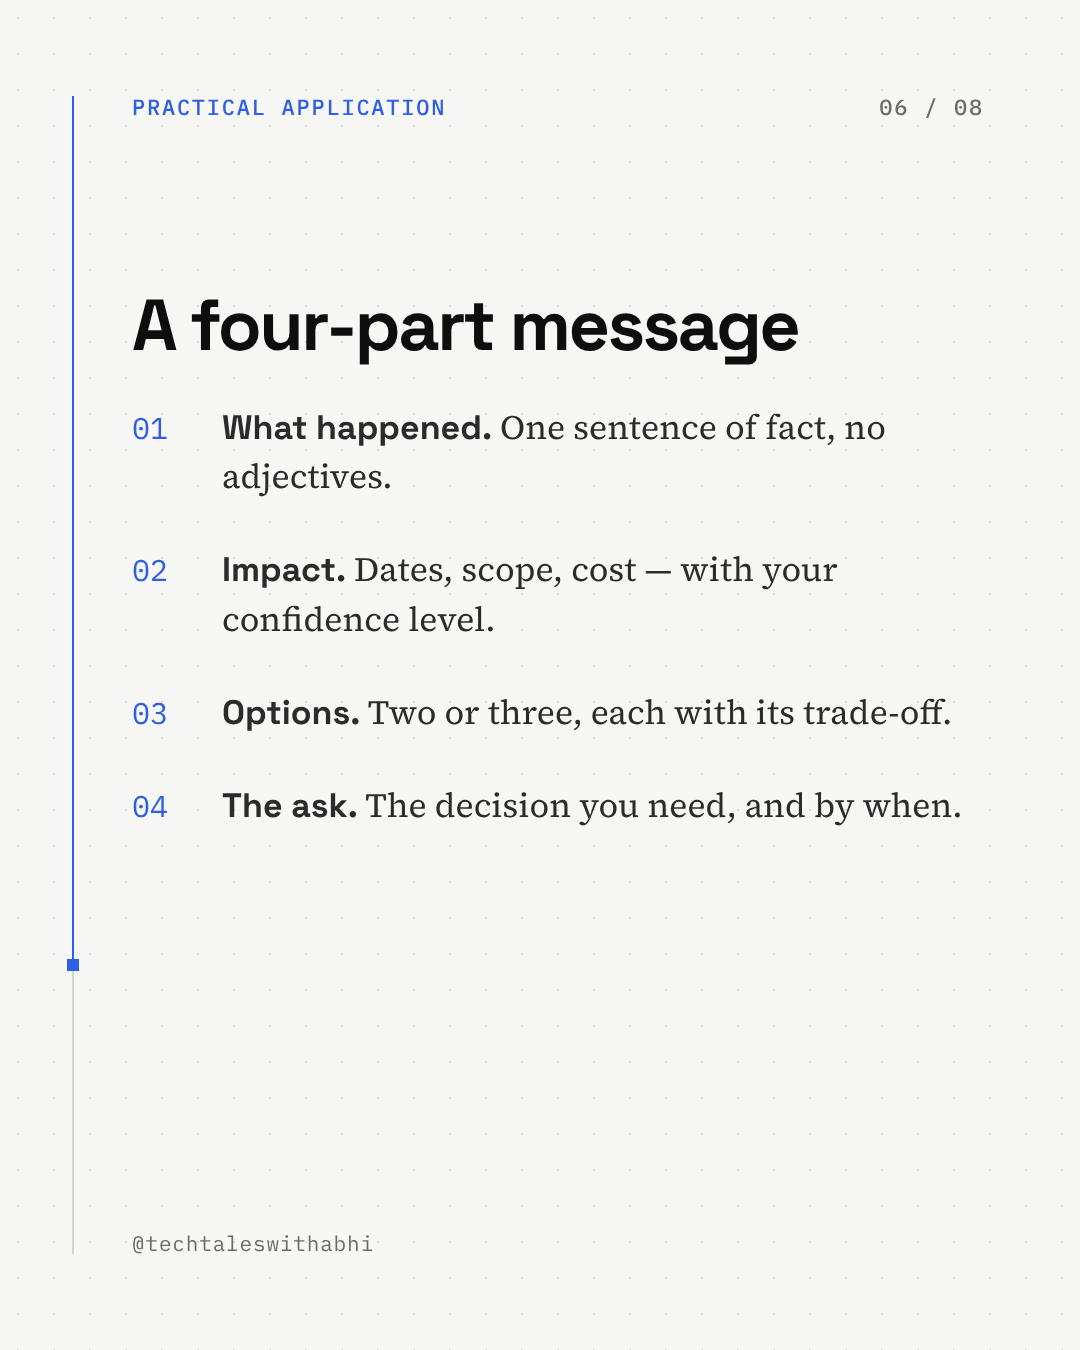 PRACTICAL APPLICATION
06 / 08
A four-part message
01 What happened. One sentence of fact, no
adjectives.
02 Impact. Dates, scope, cost — with your
confidence level.
03 Options. Two or three, each with its trade-off.
04 The ask. The decision you need, and by when.
@techtaleswithabhi